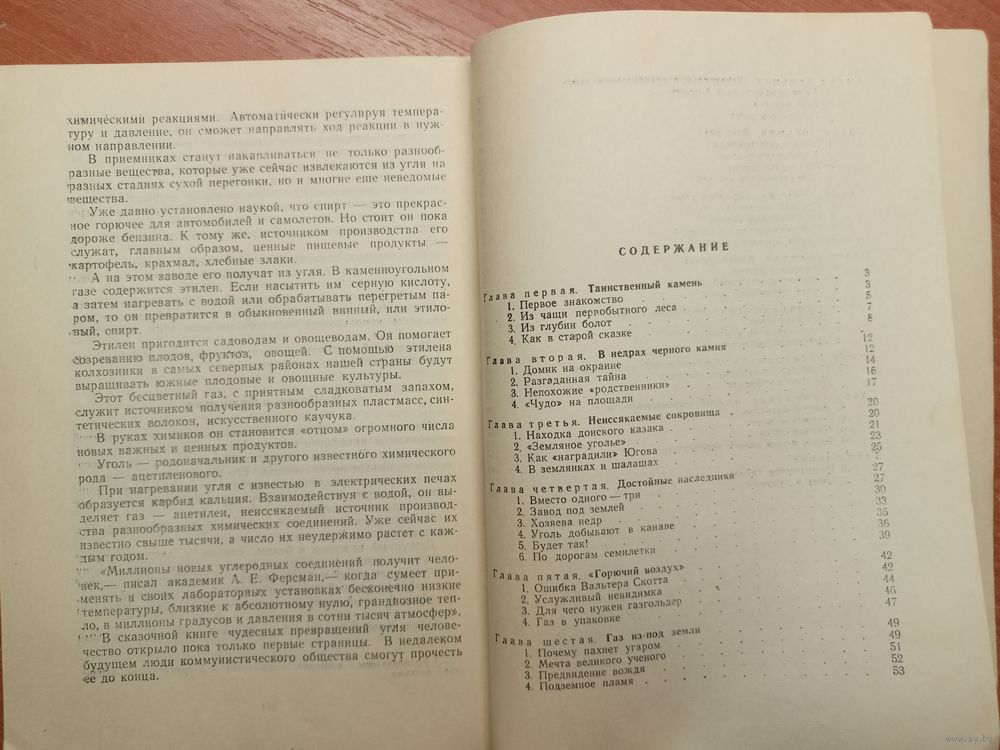 химическими реакциями. Автоматически регулируя темпера-
туру и давление, он сможет направлять ход реакции в нуж-
ном направлении.
В приемниках станут накапливаться не только разнооб-
разные вещества, которые уже сейчас извлекаются из угля на
разных стадиях сухой перегонки, но и многие еще неведомые
вещества.
Уже давно установлено наукой, что спирт — это прекрас-
ное горючее для автомобилей и самолетов. Но стоит он пока
дороже бензина. К тому же, источником производства его
служат, главным образом, ценные пищевые продукты —
картофель, крахмал, хлебные злаки.
А на этом заводе его получат из угля. В каменноугольном
газе содержится этилен. Если насытить им серную кислоту,
а затем нагревать с водой или обрабатывать перегретым па-
ром, то он превратится в обыкновенный винный, или этило-
вый, спирт.
Этилен пригодится садоводам и овощеводам. Он помогает
созреванию плодов, фруктов, овощей. С помощью этилена
колхозники в самых северных районах нашей страны будут
выращивать южные плодовые и овощные культуры.
Этот бесцветный газ, с приятным сладковатым запахом,
служит источником получения разнообразных пластмасс, син-
тетических волокон, искусственного каучука.
В руках химиков он становится «отцом» огромного числа
новых важных и ценных продуктов.
Уголь — родоначальник и другого известного химического
рода — ацетиленового.
При нагревании угля с известью в электрических печах
образуется карбид кальция. Взаимодействуя с водой, он вы-
деляет газ — ацетилен, неиссякаемый источник производ-
ства разнообразных химических соединений. Уже сейчас их
известно свыше тысячи, а число их неудержимо растет с каж-
дым годом.
«Миллионы новых углеродных соединений получит чело-
век,— писал академик А. Е. Ферсман,— когда сумеет при-
менять в своих лабораторных установках бесконечно низкие
температуры, близкие к абсолютному нулю, грандиозное теп-
ло, в миллионы градусов и давления в сотни тысяч атмосфер».
В сказочной книге чудесных превращений угля челове-
чество открыло пока только первые страницы. В недалеком
будущем люди коммунистического общества смогут прочесть
ее до конца.
СОДЕРЖАНИЕ
Глава первая. Таинственный камень 3
1. Первое знакомство 3
2. Из чащи первобытного леса 5
3. Из глубин болот 7
4. Как в старой сказке 8
Глава вторая. В недрах черного камня 12
1. Домик на окраине 12
2. Разгаданная тайна 14
3. Непохожие «родственники» 16
4. «Чудо» на площади 17
Глава третья. Неиссякаемые сокровища 20
1. Находка донского казака 20
2. «Земляное уголье» 21
3. Как «наградили» Югова 23
4. В землянках и шалашах 25
Глава четвертая. Достойные наследники 27
1. Вместо одного — три 27
2. Завод под землей 30
3. Хозяева недр 33
4. Уголь добывают в канаве 35
5. Будет так! 36
6. По дорогам семилетки 39
Глава пятая. «Горючий воздух» 42
1. Ошибка Вальтера Скотта 42
2. Услужливый невидимка 44
3. Для чего нужен газгольдер 46
4. Газ в упаковке 47
Глава шестая. Газ из-под земли 49
1. Почему пахнет угаром 49
2. Мечта великого ученого 51
3. Предвидение вождя 52
4. Подземное пламя 53
www.ay.by